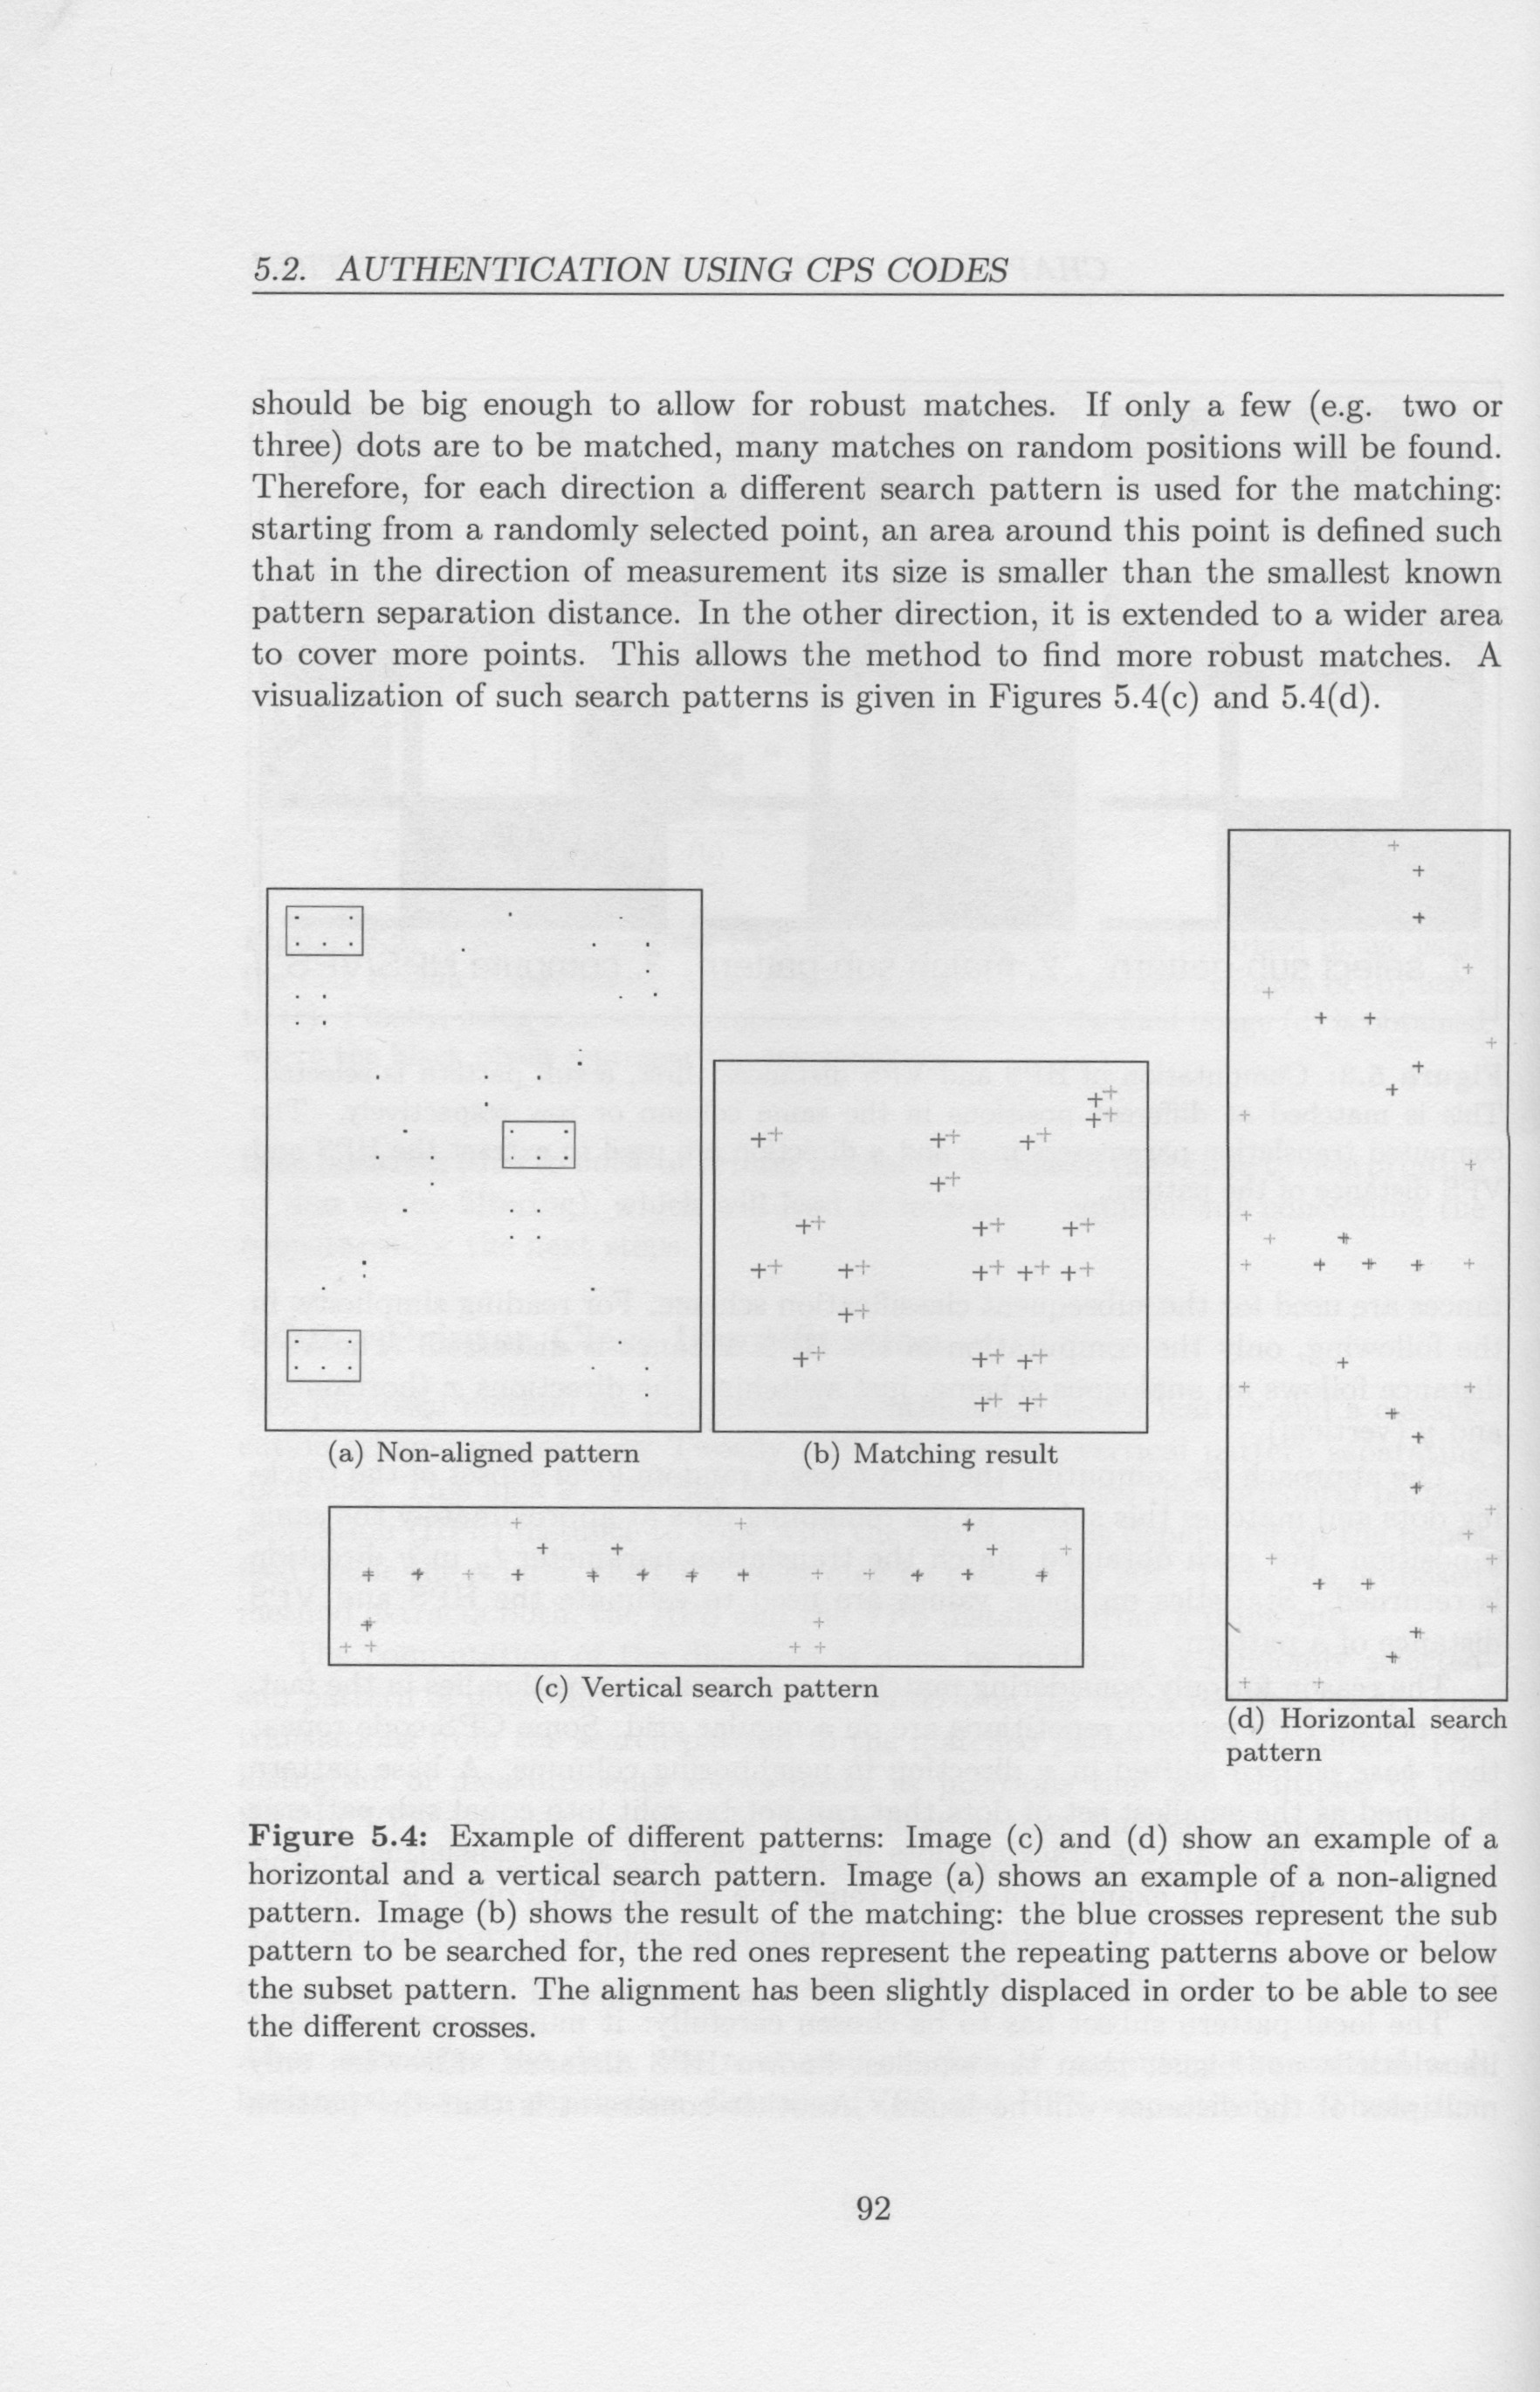 5.2. AUTHENTICATION USING CPS CODES
should be big enough to allow for robust matches. If only a few (e.g. two or
three) dots are to be matched, many matches on random positions will be found.
Therefore, for each direction a different search pattern is used for the matching:
starting from a randomly selected point, an area around this point is defined such
that in the direction of measurement its size is smaller than the smallest known
pattern separation distance. In the other direction, it is extended to a wider area
to cover more points. This allows the method to find more robust matches. A
visualization of such search patterns is given in Figures 5.4(c) and 5.4(d).
(a) Non-aligned pattern
(b) Matching result
(c) Vertical search pattern
(d) Horizontal search
pattern
Figure 5.4: Example of different patterns: Image (c) and (d) show an example of a
horizontal and a vertical search pattern. Image (a) shows an example of a non-aligned
pattern. Image (b) shows the result of the matching: the blue crosses represent the sub
pattern to be searched for, the red ones represent the repeating patterns above or below
the subset pattern. The alignment has been slightly displaced in order to be able to see
the different crosses.
92